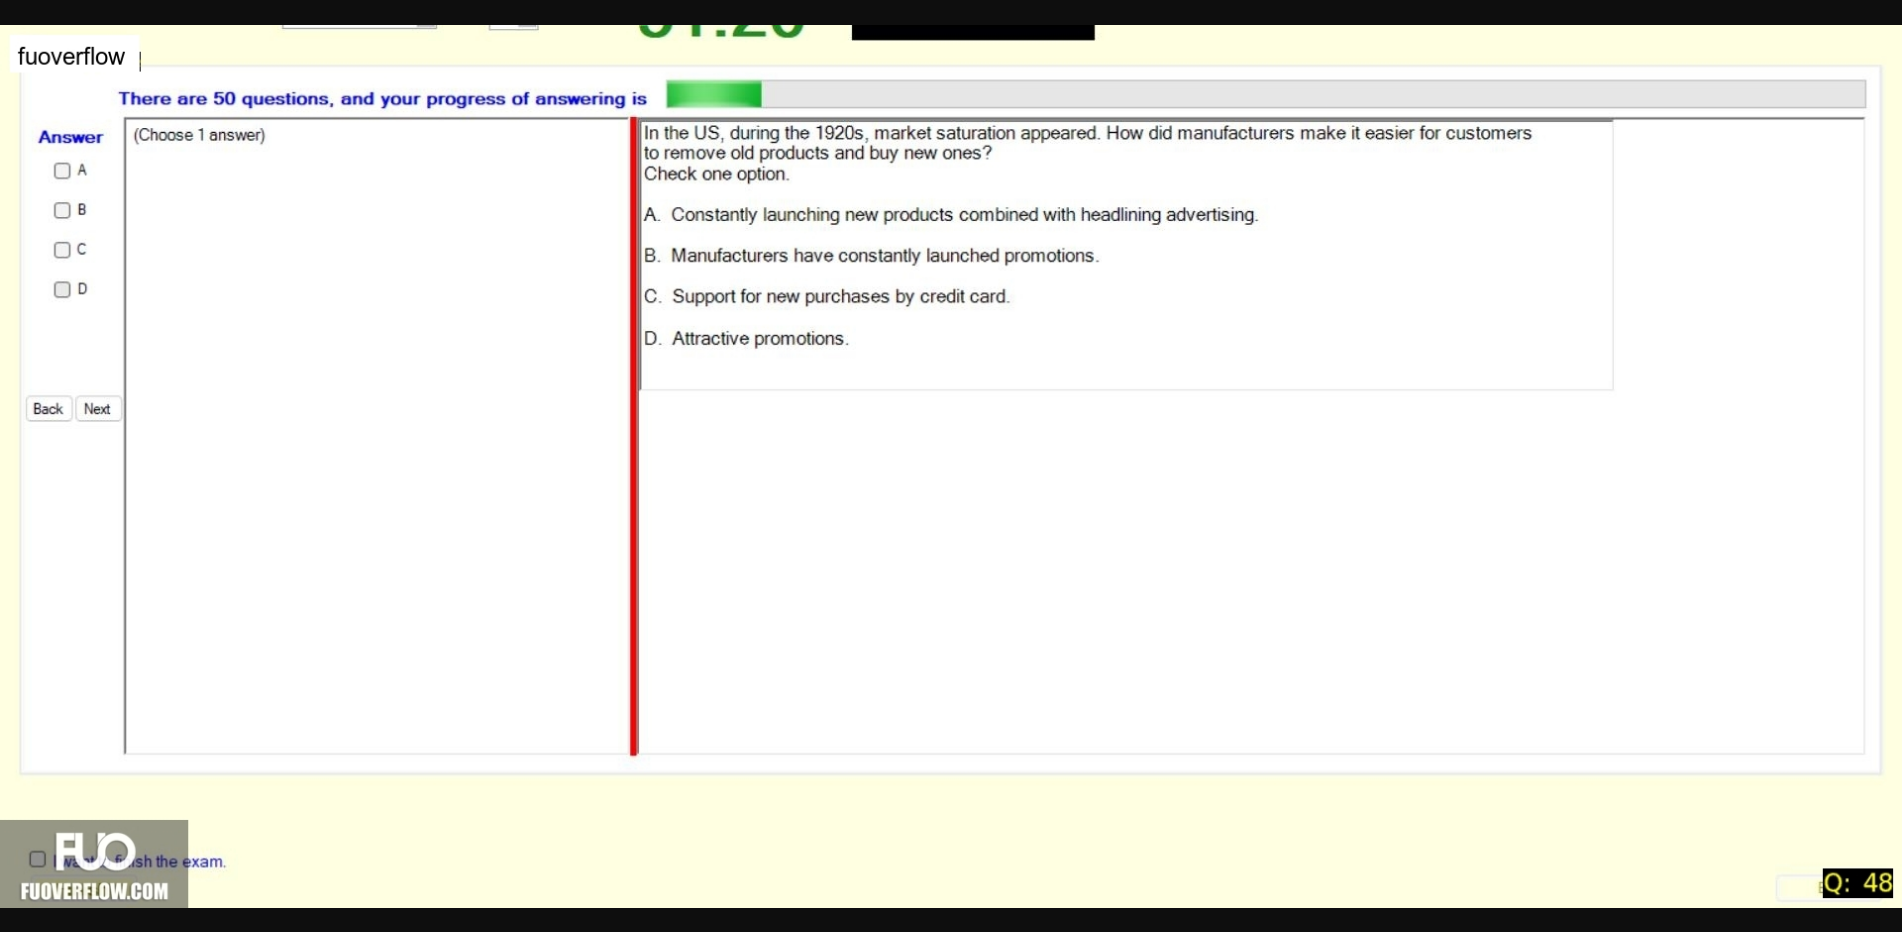 fuoverflow
There are 50 questions, and your progress of answering is
Answer
(Choose 1 answer)
A
B
C
D
Back Next
In the US, during the 1920s, market saturation appeared. How did manufacturers make it easier for customers
to remove old products and buy new ones?
Check one option.
A. Constantly launching new products combined with headlining advertising.
B. Manufacturers have constantly launched promotions.
C. Support for new purchases by credit card.
D. Attractive promotions.
FUO
finish the exam.
FUOVERFLOW.COM
Q: 48